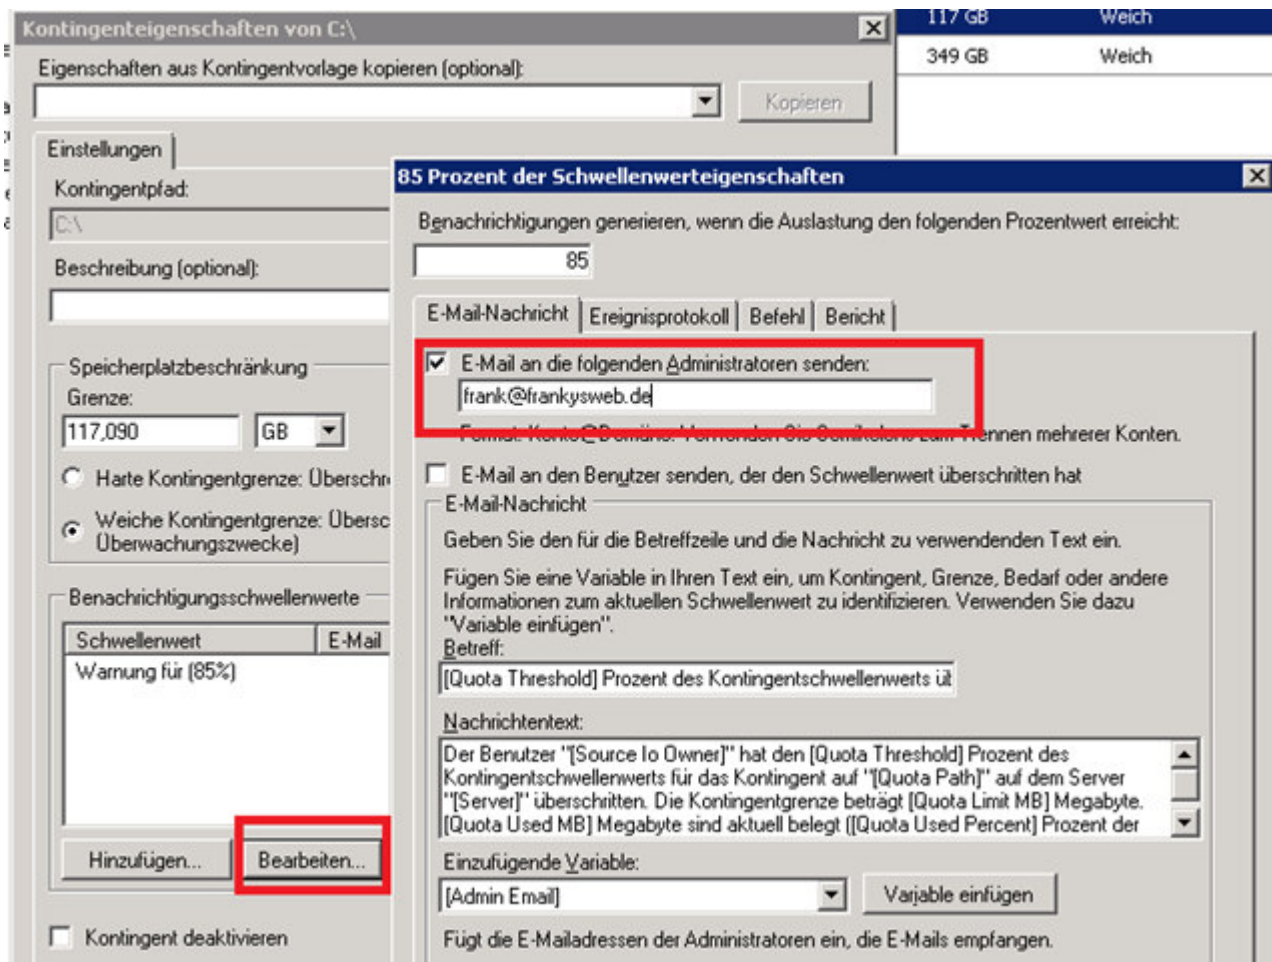 Kontingenteigenschaften von C:\
117 GB Weich
349 GB Weich
Eigenschaften aus Kontingentvorlage kopieren (optional):
Kopieren
Einstellungen
Kontingentpfad:
C:\
Beschreibung (optional):
Speicherplatzbeschränkung
Grenze:
117,090 GB
Harte Kontingentgrenze:
Weiche Kontingentgrenze:
Überwachungszwecke)
Benachrichtigungsschwellenwerte
Schwellenwert E-Mail
Warnung für (85%)
Hinzufügen... Bearbeiten...
Kontingent deaktivieren
85 Prozent der Schwellenwerteigenschaften
Benachrichtigungen generieren, wenn die Auslastung den folgenden Prozentwert erreicht:
85
E-Mail-Nachricht Ereignisprotokoll Befehl Bericht
E-Mail an die folgenden Administratoren senden:
frank@frankysweb.de
Format: Konto@Domäne. Verwenden Sie Semikolons zum Trennen mehrerer Konten.
E-Mail an den Benutzer senden, der den Schwellenwert überschritten hat
E-Mail-Nachricht
Geben Sie den für die Betreffzeile und die Nachricht zu verwendenden Text ein.
Fügen Sie eine Variable in Ihren Text ein, um Kontingent, Grenze, Bedarf oder andere
Informationen zum aktuellen Schwellenwert zu identifizieren. Verwenden Sie dazu
"Variable einfügen".
Betreff:
[Quota Threshold] Prozent des Kontingentschwellenwerts
Nachrichtentext:
Der Benutzer "[Source Io Owner]" hat den [Quota Threshold] Prozent des
Kontingentschwellenwerts für das Kontingent auf "[Quota Path]" auf dem Server
"[Server]" überschritten. Die Kontingentgrenze beträgt [Quota Limit MB] Megabyte.
[Quota Used MB] Megabyte sind aktuell belegt ([Quota Used Percent] Prozent der
Einzufügende Variable:
[Admin Email] Variable einfügen
Fügt die E-Mailadressen der Administratoren ein, die E-Mails empfangen.